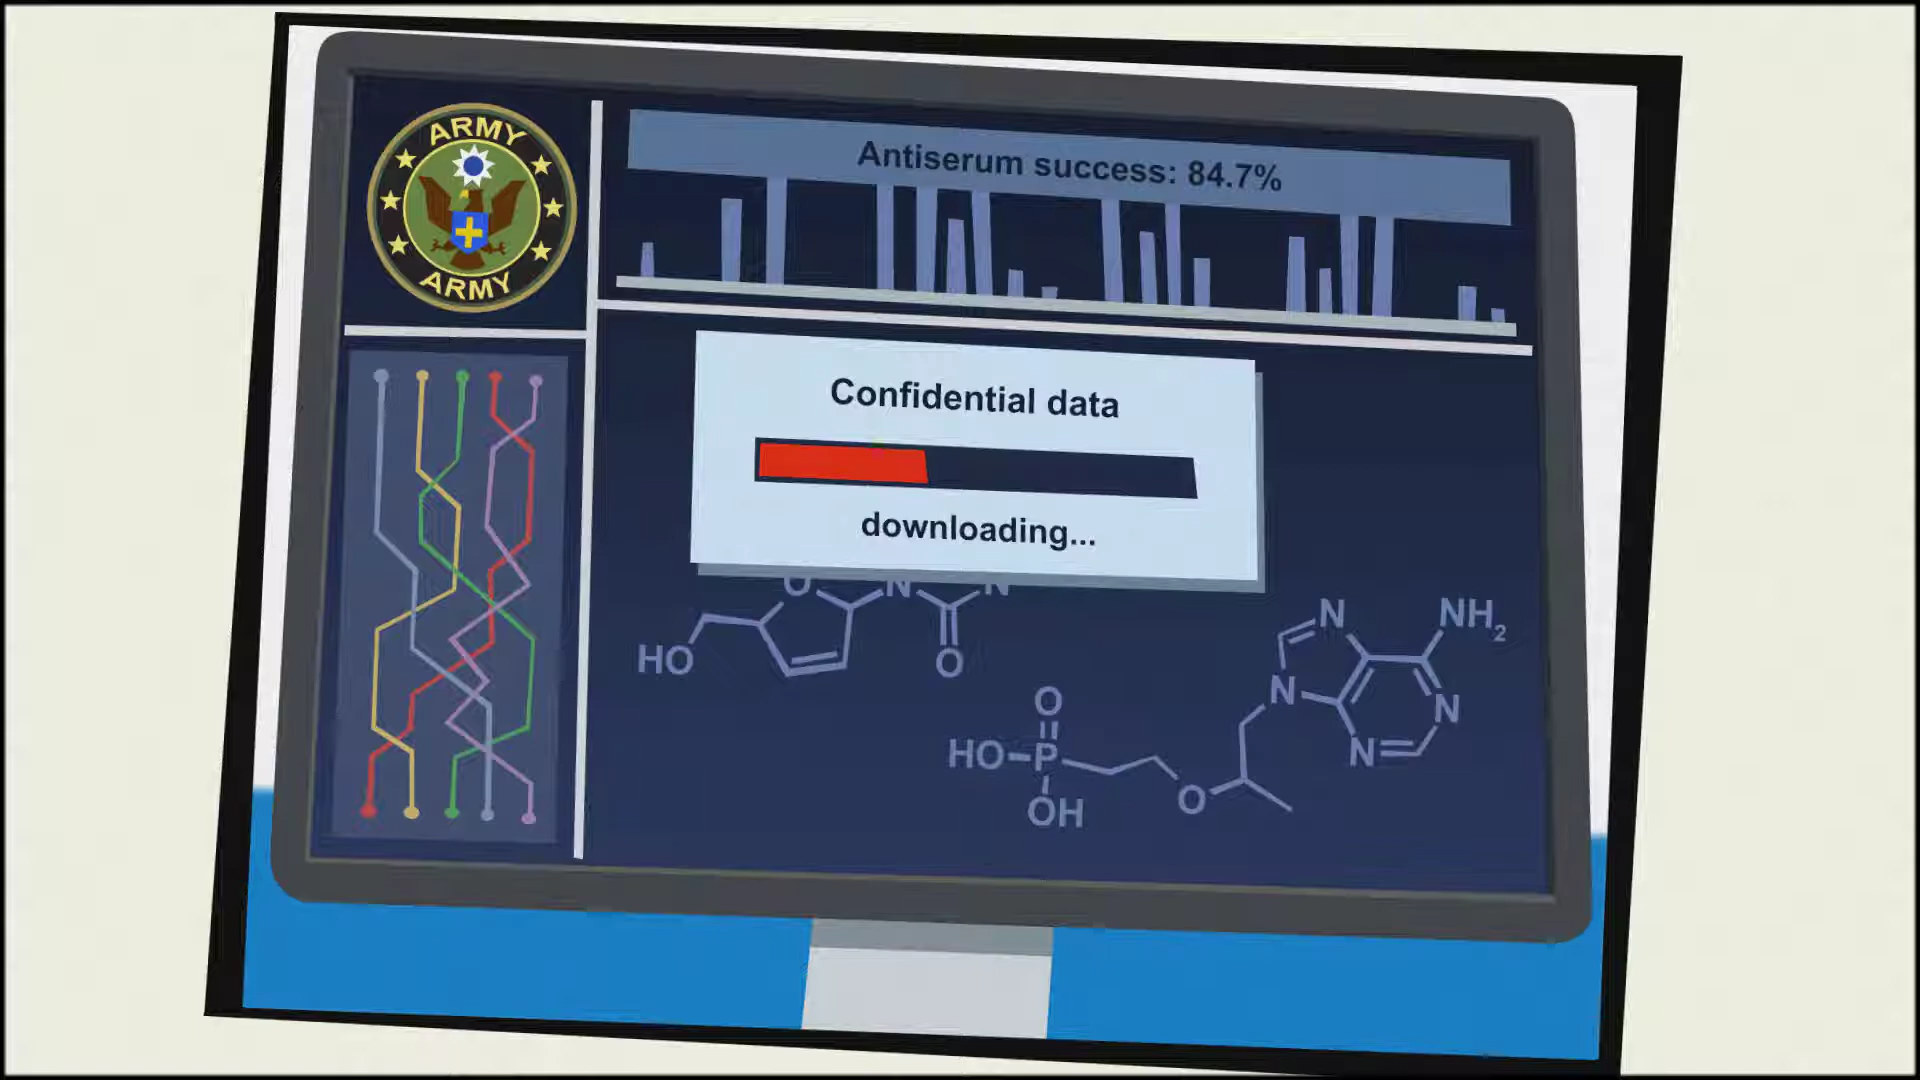 ARMY
ARMY
Antiserum success: 84.7%
Confidential data
downloading...
O
N
N
HO
O
N
NH₂
N
N
N
O
HO
P
OH
O